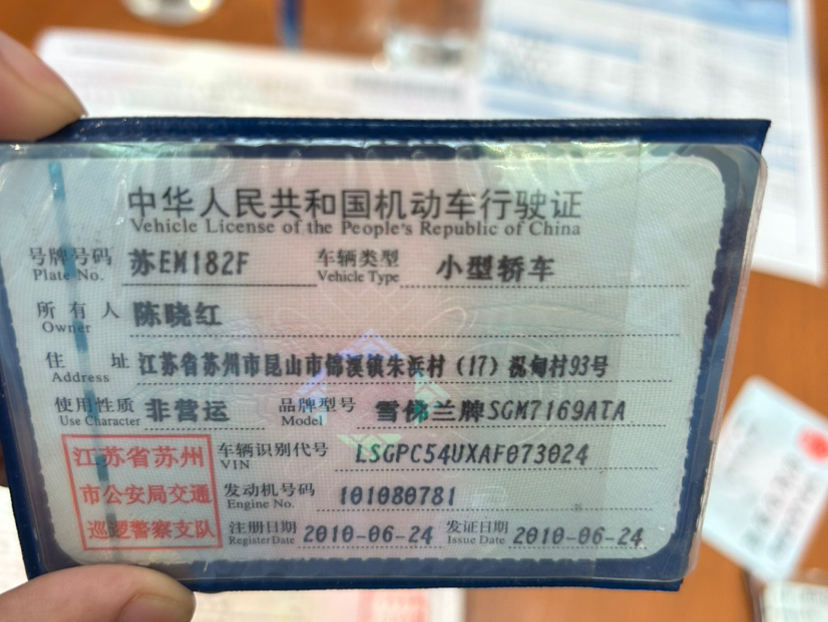 中华人民共和国机动车行驶证
Vehicle License of the People's Republic of China
号牌号码 苏EM182F 车辆类型 小型轿车
Plate No. Vehicle Type
所有人 陈晓红
Owner
住址 江苏省苏州市昆山市锦溪镇朱浜村（17）祝甸村93号
Address
使用性质 非营运 品牌型号 雪佛兰牌SGM7169ATA
Use Character Model
江苏省苏州 车辆识别代号 LSGPC54UXAF073024
VIN
市公安局交通 发动机号码 101080781
Engine No.
巡逻警察支队 注册日期 2010-06-24 发证日期 2010-06-24
Register Date Issue Date